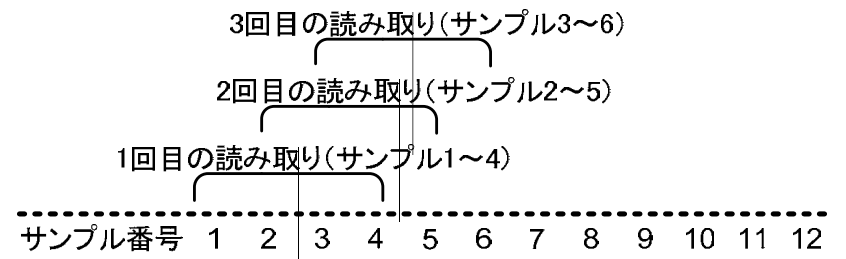 3回目の読み取り(サンプル3～6)
2回目の読み取り(サンプル2～5)
1回目の読み取り(サンプル1～4)
サンプル番号 1 2 3 4 5 6 7 8 9 10 11 12